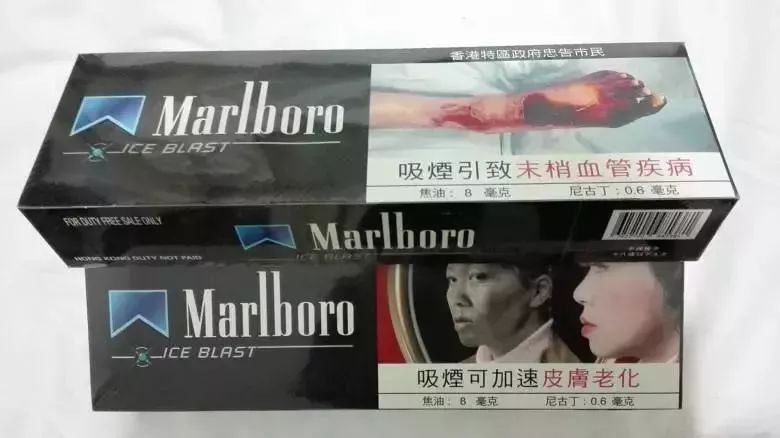 香港特區政府忠告市民
Marlboro
ICE BLAST
吸煙引致末梢血管疾病
焦油: 8 毫克 尼古丁: 0.6 毫克
FOR DUTY FREE SALE ONLY
Marlboro
ICE BLAST
HONG KONG DUTY NOT PAID
Marlboro
ICE BLAST
吸煙可加速皮膚老化
焦油: 8 毫克 尼古丁: 0.6 毫克